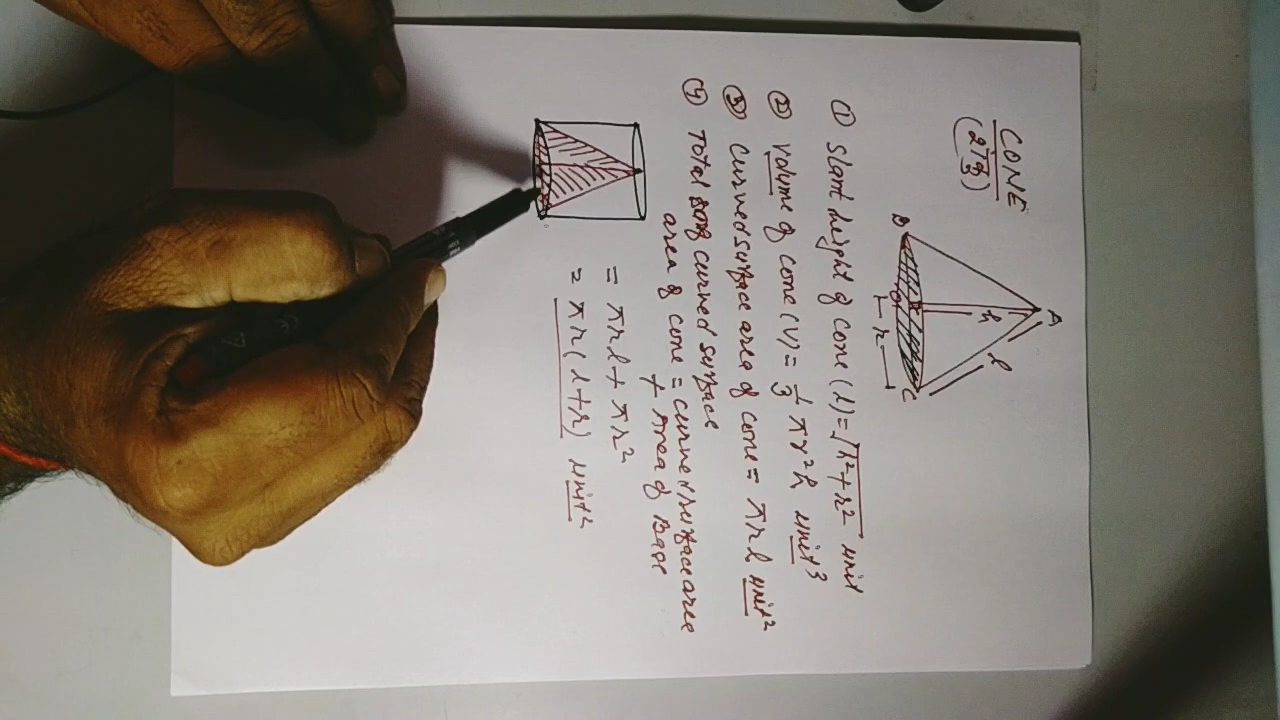 CONE
(शंकु)
A
h
l
B
O
C
r
① slant height of cone (l) = √h²+r² unit
② volume of cone (V) = 1/3 πr²h unit³
③ curved surface area of cone = πrl unit²
④ Total curved surface
area of cone = curved surface area
+ Area of Base
= πrl + πr²
= πr(l+r) unit²